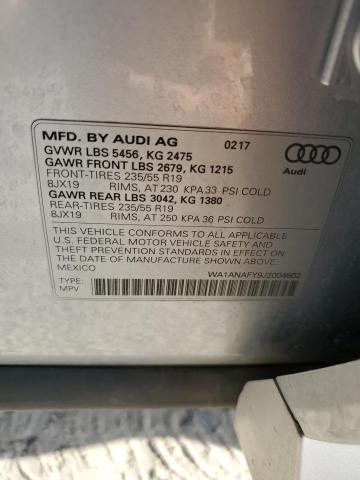 MFD. BY AUDI AG 0217
GVWR LBS 5456, KG 2475
GAWR FRONT LBS 2679, KG 1215
FRONT-TIRES 235/55 R19
8JX19 RIMS, AT 230 KPA 33 PSI COLD
GAWR REAR LBS 3042, KG 1380
REAR-TIRES 235/55 R19
8JX19 RIMS, AT 250 KPA 36 PSI COLD
Audi
THIS VEHICLE CONFORMS TO ALL APPLICABLE
U.S. FEDERAL MOTOR VEHICLE SAFETY AND
THEFT PREVENTION STANDARDS IN EFFECT ON
THE DATE OF MANUFACTURE SHOWN ABOVE.
MEXICO
WA1ANAFY9J2004802
TYPE:
MPV